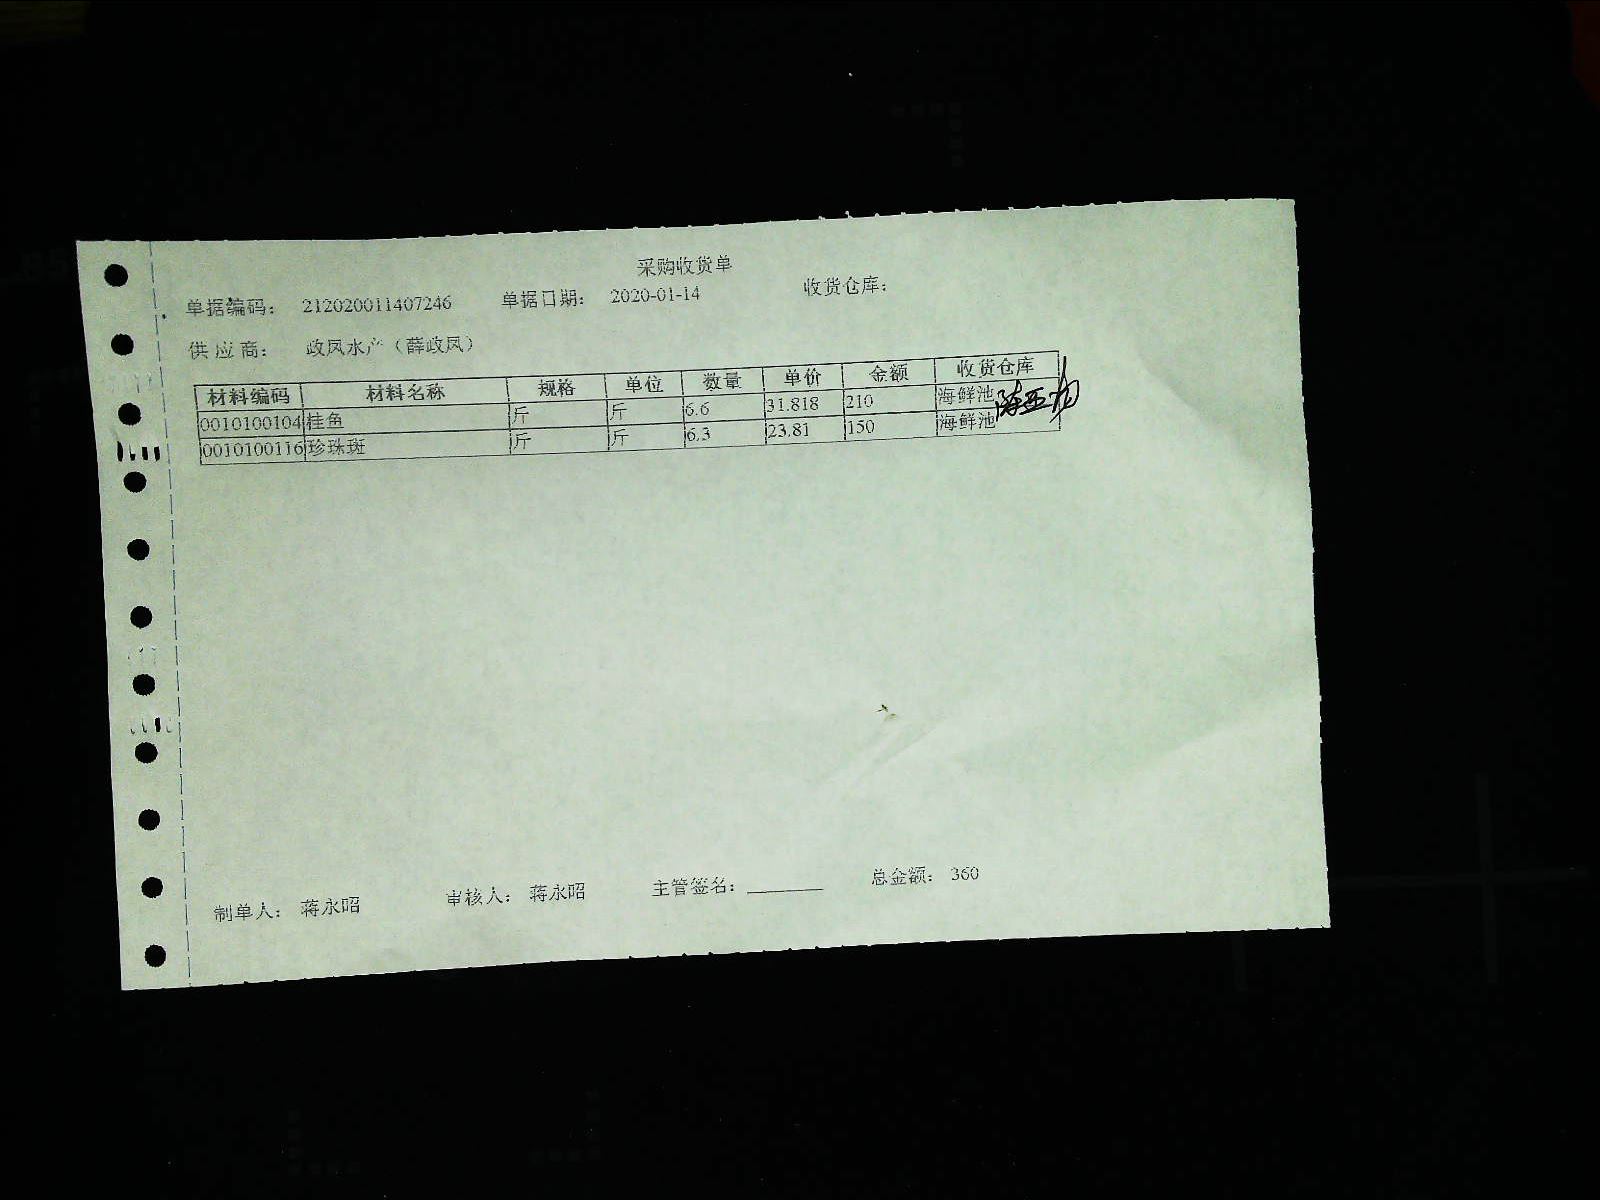 采购收货单
单据编码： 212020011407246 单据日期： 2020-01-14 收货仓库：
供应商： 政凤水产（薛政凤）
材料编码 材料名称 规格 单位 数量 单价 金额 收货仓库
0010100104 桂鱼 斤 斤 6.6 31.818 210 海鲜池
0010100116 珍珠斑 斤 斤 6.3 23.81 150 海鲜池
制单人： 蒋永昭 审核人： 蒋永昭 主管签名：________ 总金额： 360